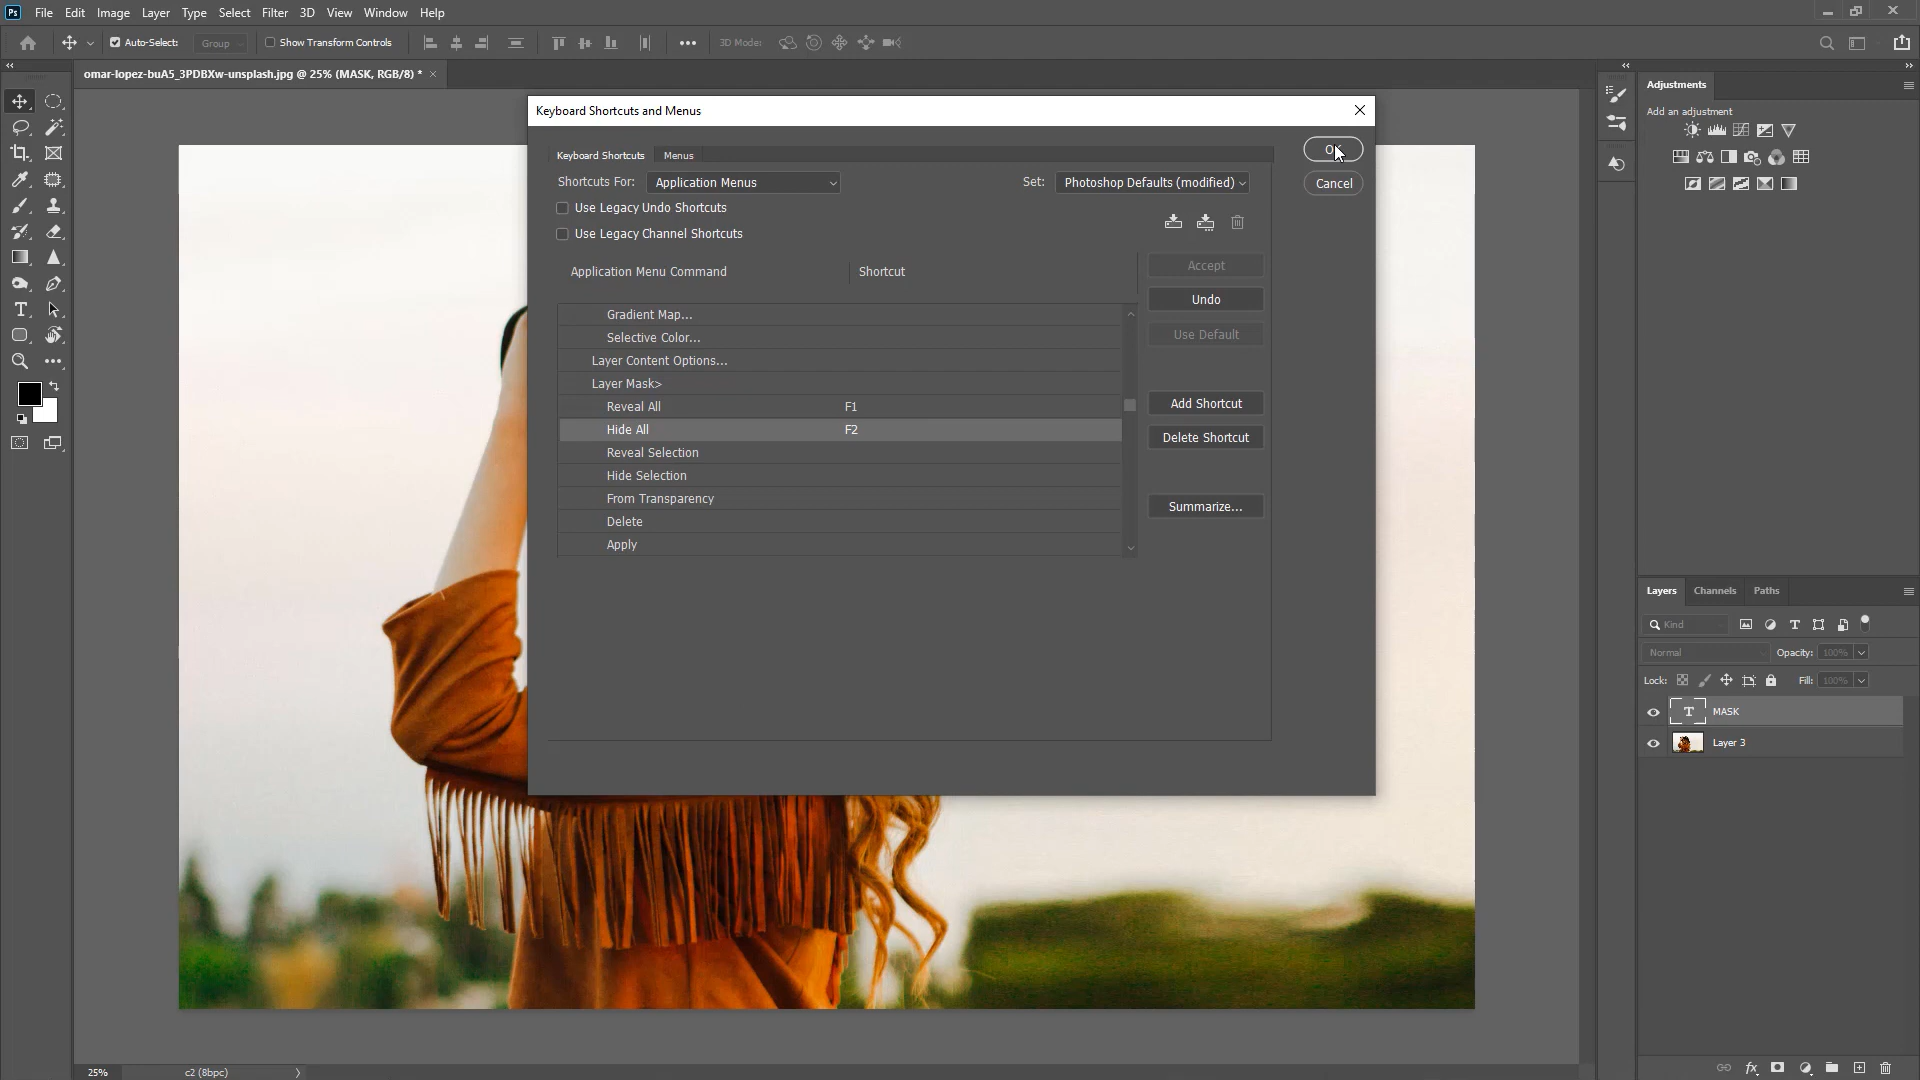 Ps File Edit Image Layer Type Select Filter 3D View Window Help
Auto-Select: Group Show Transform Controls 3D Mode:
omar-lopez-buA5_3PDBXw-unsplash.jpg @ 25% (MASK, RGB/8) *
Keyboard Shortcuts and Menus
Keyboard Shortcuts Menus
OK
Shortcuts For: Application Menus Set: Photoshop Defaults (modified)
Cancel
Use Legacy Undo Shortcuts
Use Legacy Channel Shortcuts
Application Menu Command Shortcut
Accept
Undo
Use Default
Add Shortcut
Delete Shortcut
Summarize...
Gradient Map...
Selective Color...
Layer Content Options...
Layer Mask>
Reveal All F1
Hide All F2
Reveal Selection
Hide Selection
From Transparency
Delete
Apply
Adjustments
Add an adjustment
Layers Channels Paths
Kind
Normal Opacity: 100%
Lock: Fill: 100%
T MASK
Layer 3
25% c2 (8bpc)
fx